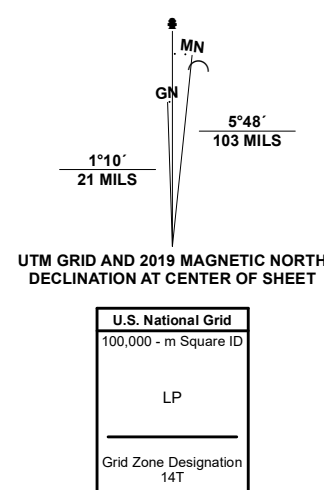 MN
GN
5°48´
103 MILS
1°10´
21 MILS
UTM GRID AND 2019 MAGNETIC NORTH
DECLINATION AT CENTER OF SHEET
U.S. National Grid
100,000 - m Square ID
LP
Grid Zone Designation
14T